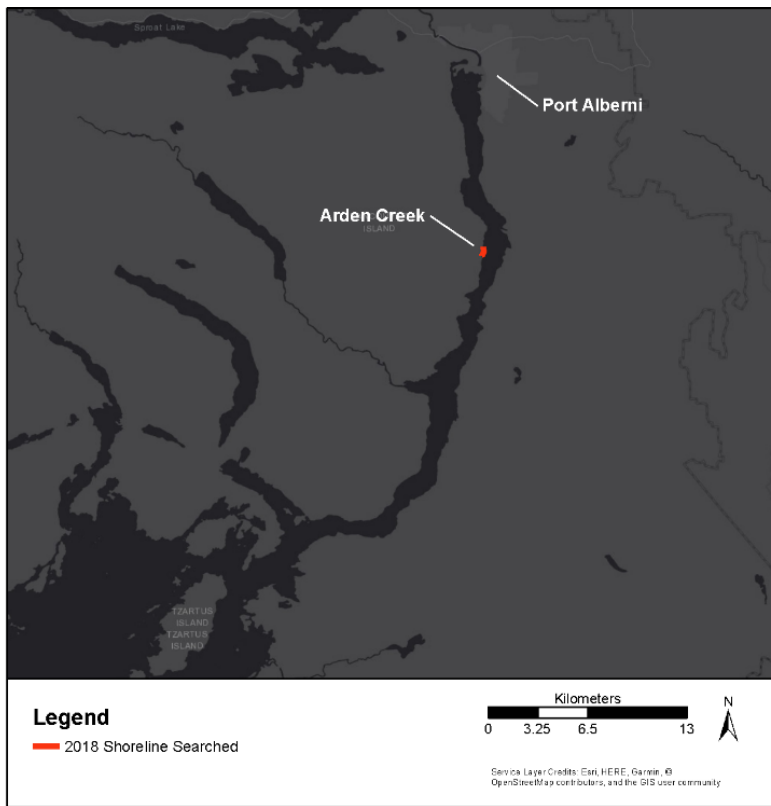 Sproat Lake
Port Alberni
Arden Creek
ISLAND
TZARTUS
ISLAND
TZARTUS
ISLAND
Legend
2018 Shoreline Searched
Kilometers
0 3.25 6.5 13
N
Service Layer Credits: Esri, HERE, Garmin, ©
OpenStreetMap contributors, and the GIS user community